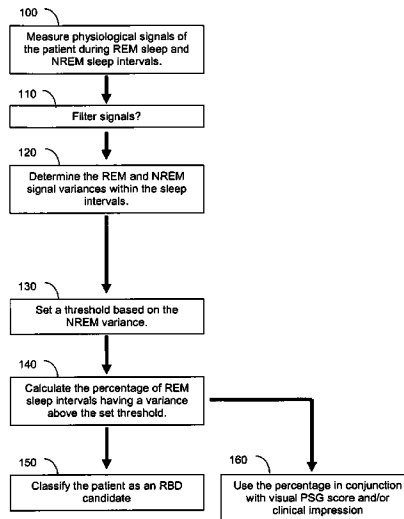 100
Measure physiological signals of
the patient during REM sleep and
NREM sleep intervals.
110
Filter signals?
120
Determine the REM and NREM
signal variances within the sleep
intervals.
130
Set a threshold based on the
NREM variance.
140
Calculate the percentage of REM
sleep intervals having a variance
above the set threshold.
150
Classify the patient as an RBD
candidate
160
Use the percentage in conjunction
with visual PSG score and/or
clinical impression